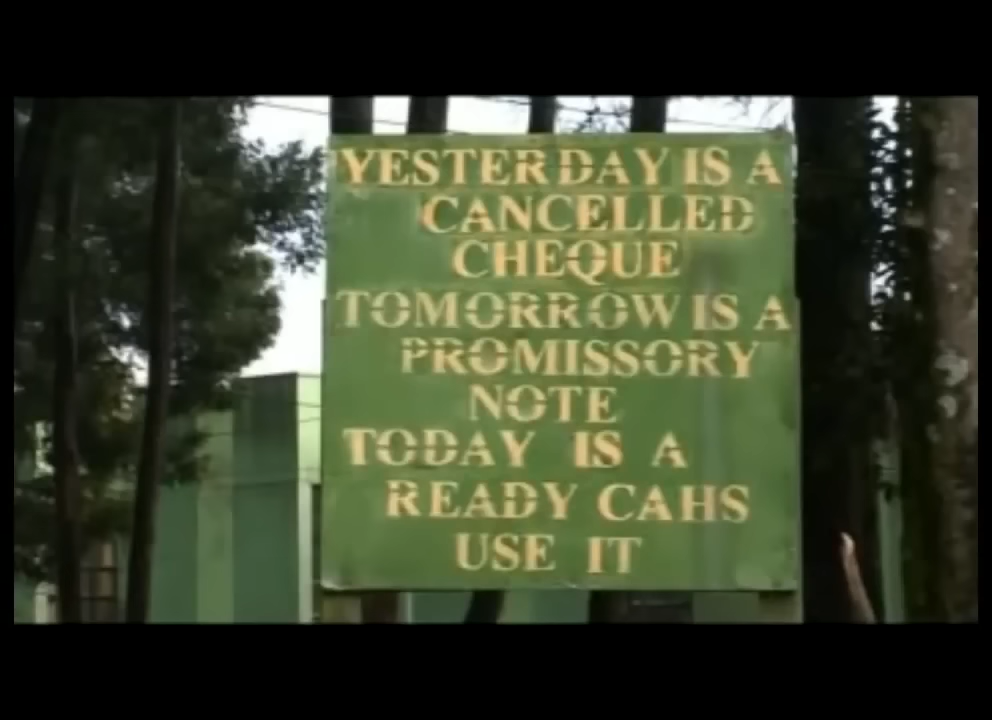 YESTERDAY IS A
CANCELLED
CHEQUE
TOMORROW IS A
PROMISSORY
NOTE
TODAY IS A
READY CAHS
USE IT